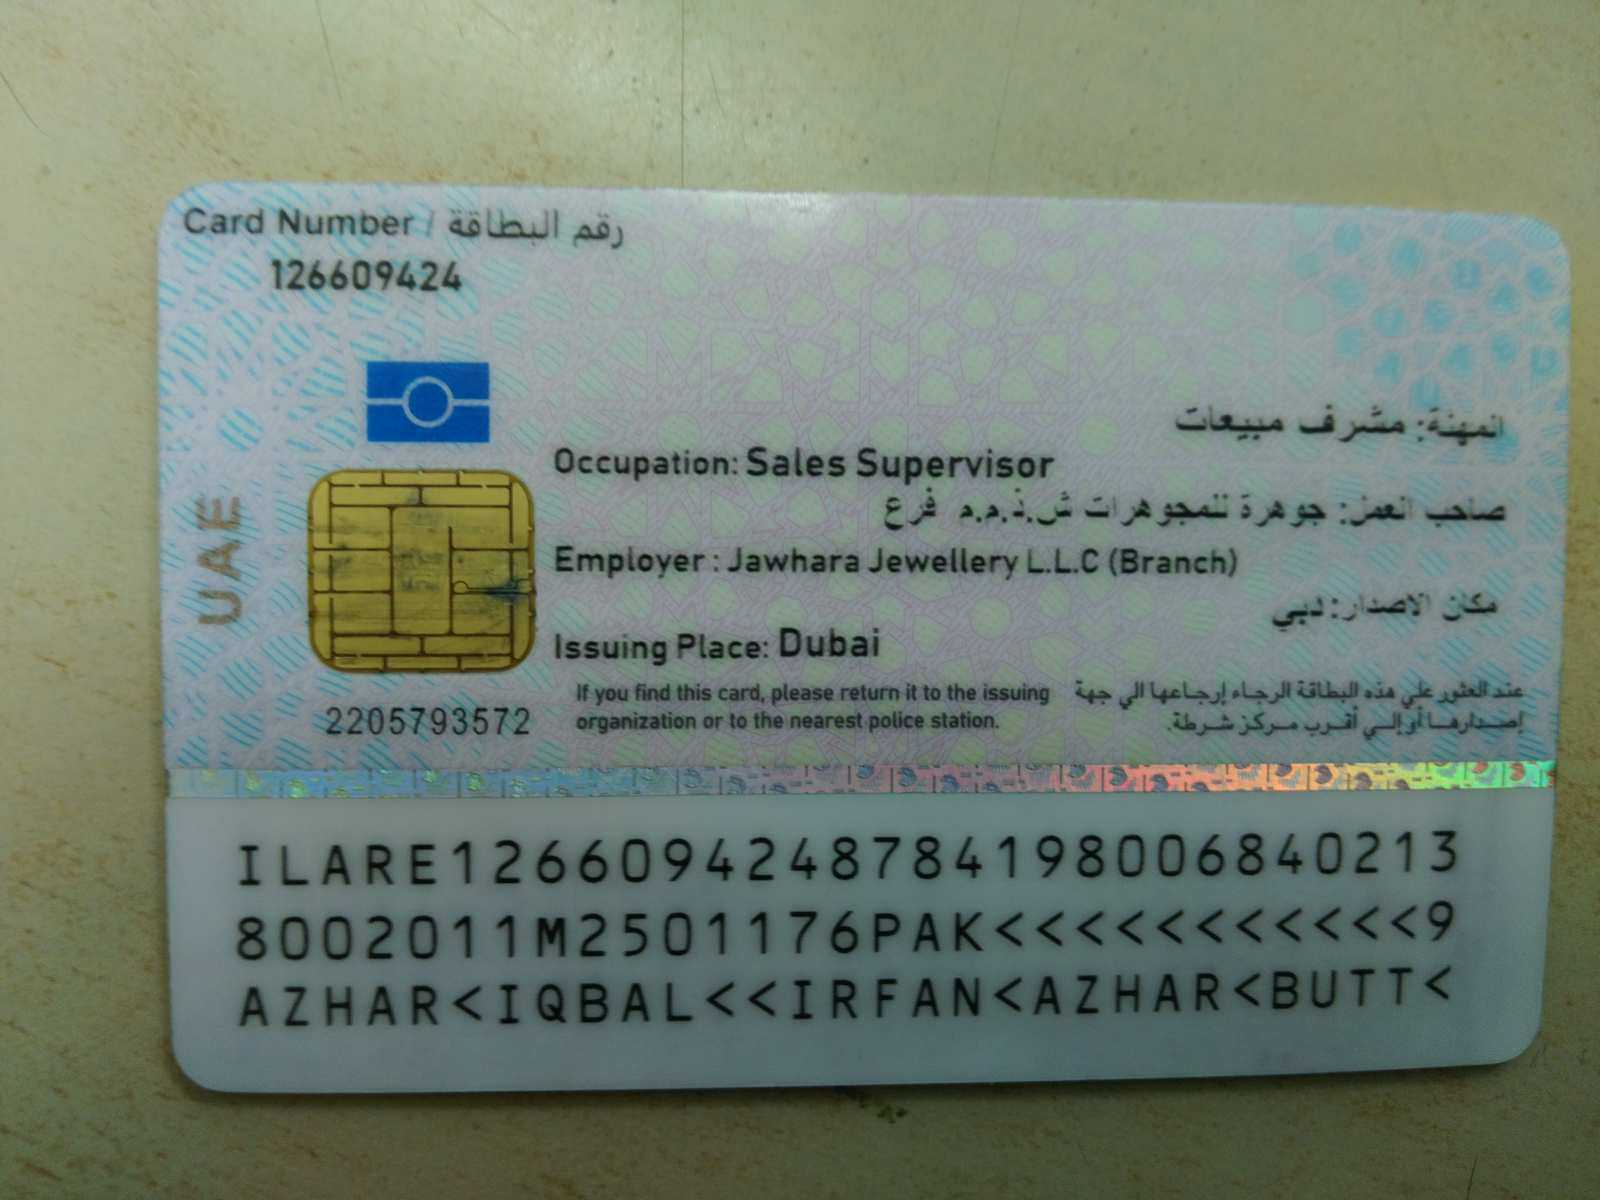 Card Number / رقم البطاقة
126609424
المهنة: مشرف مبيعات
Occupation: Sales Supervisor
صاحب العمل: جوهرة للمجوهرات ش.ذ.م.م فرع
Employer : Jawhara Jewellery L.L.C (Branch)
مكان الاصدار: دبي
Issuing Place: Dubai
UAE
If you find this card, please return it to the issuing
organization or to the nearest police station.
عند العثور علي هذه البطاقة الرجاء إرجاعها الي جهة
إصدارها أو إلي أقرب مركز شرطة.
2205793572
ILARE1266094248784198006840213
8002011M2501176PAK<<<<<<<<<<<9
AZHAR<IQBAL<<IRFAN<AZHAR<BUTT<